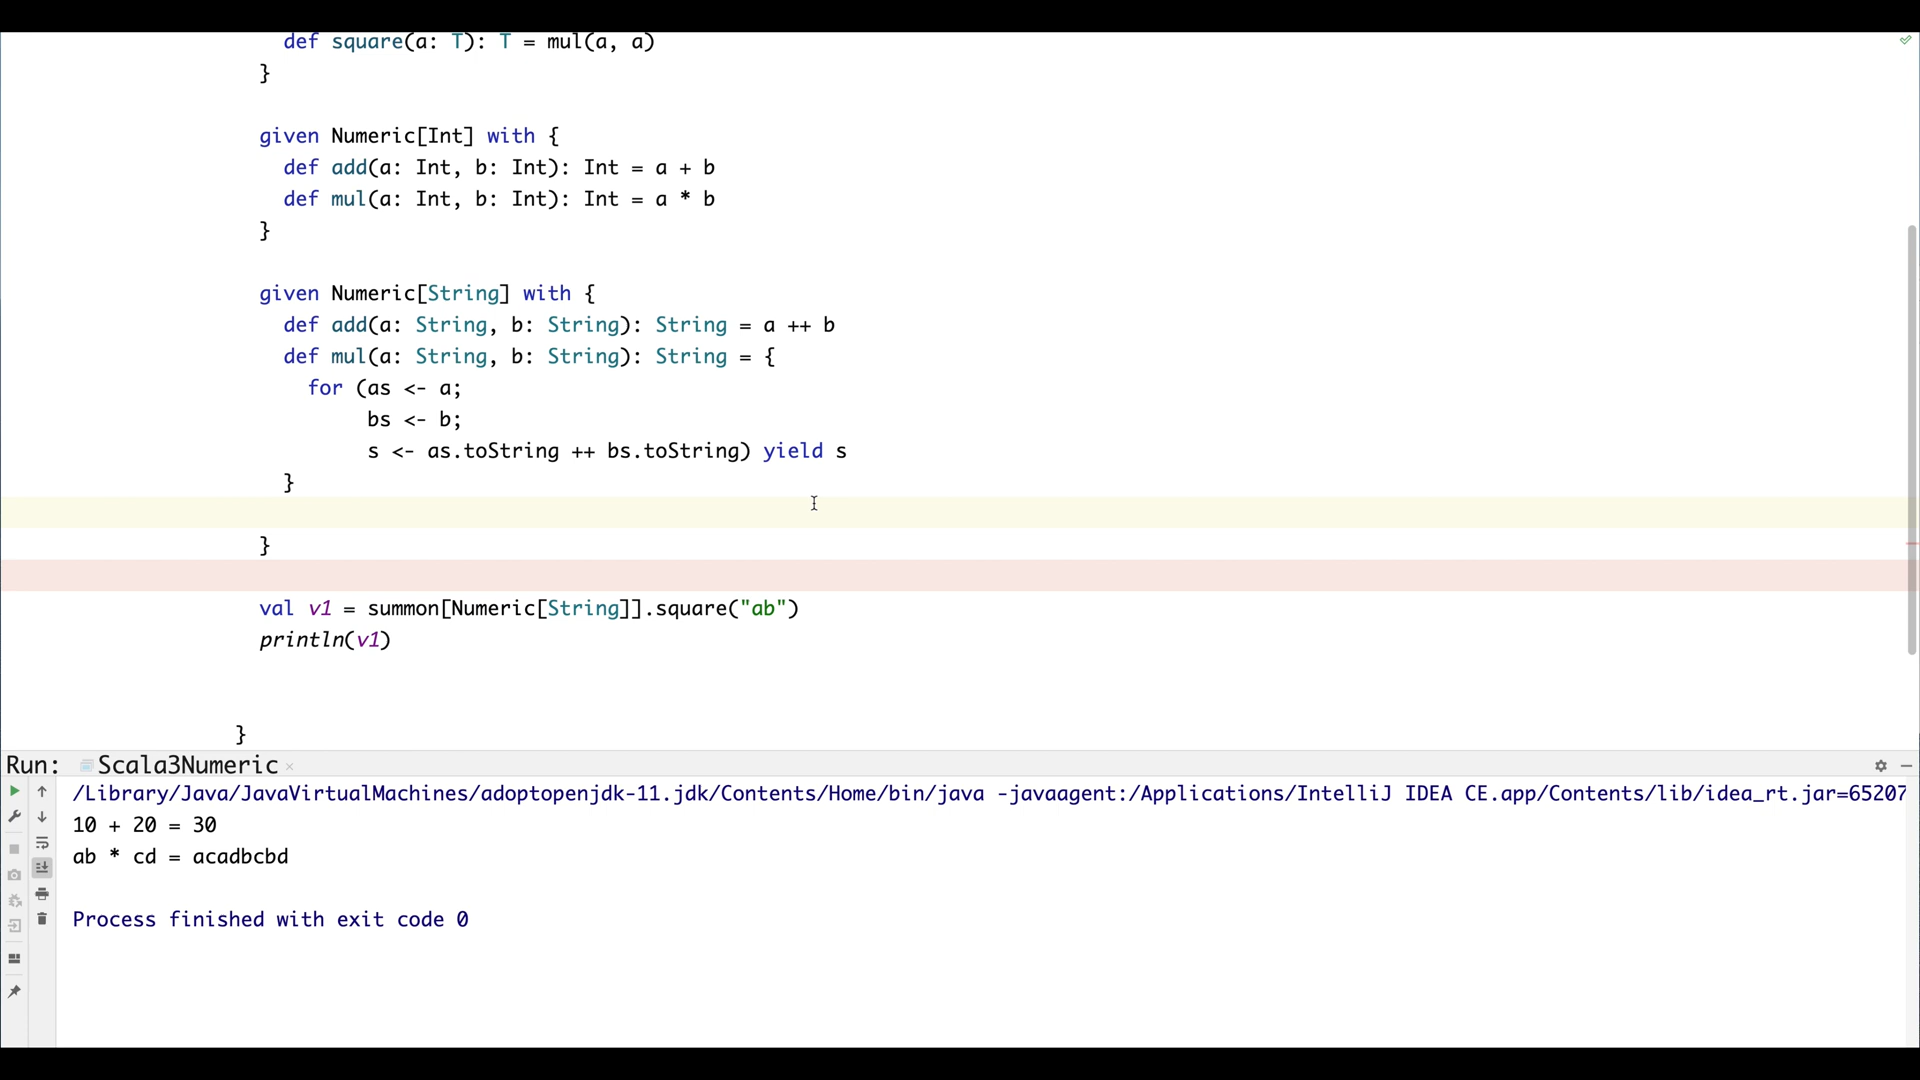 def square(a: T): T = mul(a, a)
}
given Numeric[Int] with {
def add(a: Int, b: Int): Int = a + b
def mul(a: Int, b: Int): Int = a * b
}
given Numeric[String] with {
def add(a: String, b: String): String = a ++ b
def mul(a: String, b: String): String = {
for (as <- a;
bs <- b;
s <- as.toString ++ bs.toString) yield s
}
}
val v1 = summon[Numeric[String]].square("ab")
println(v1)
}
Run: Scala3Numeric ×
/Library/Java/JavaVirtualMachines/adoptopenjdk-11.jdk/Contents/Home/bin/java -javaagent:/Applications/IntelliJ IDEA CE.app/Contents/lib/idea_rt.jar=65207
10 + 20 = 30
ab * cd = acadbcbd
Process finished with exit code 0